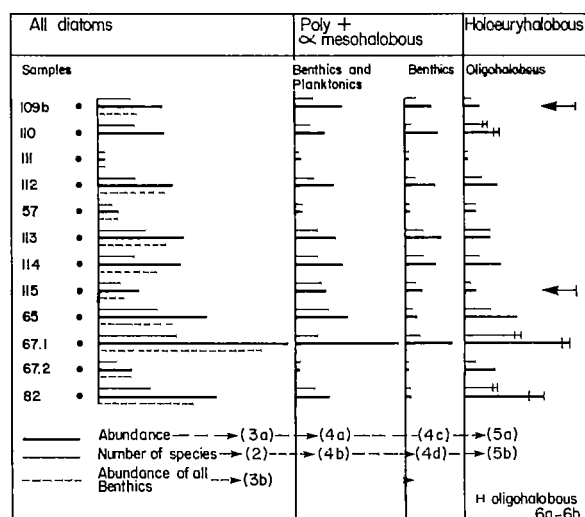 All diatoms
Poly +
α mesohalobous
Holoeuryhalobous
Samples
Benthics and
Planktonics
Benthics
Oligohalobous
109b
110
111
112
57
113
114
115
65
67.1
67.2
82
Abundance (3a) (4a) (4c) (5a)
Number of species (2) (4b) (4d) (5b)
Abundance of all
Benthics (3b)
H oligohalobous
6a-6b